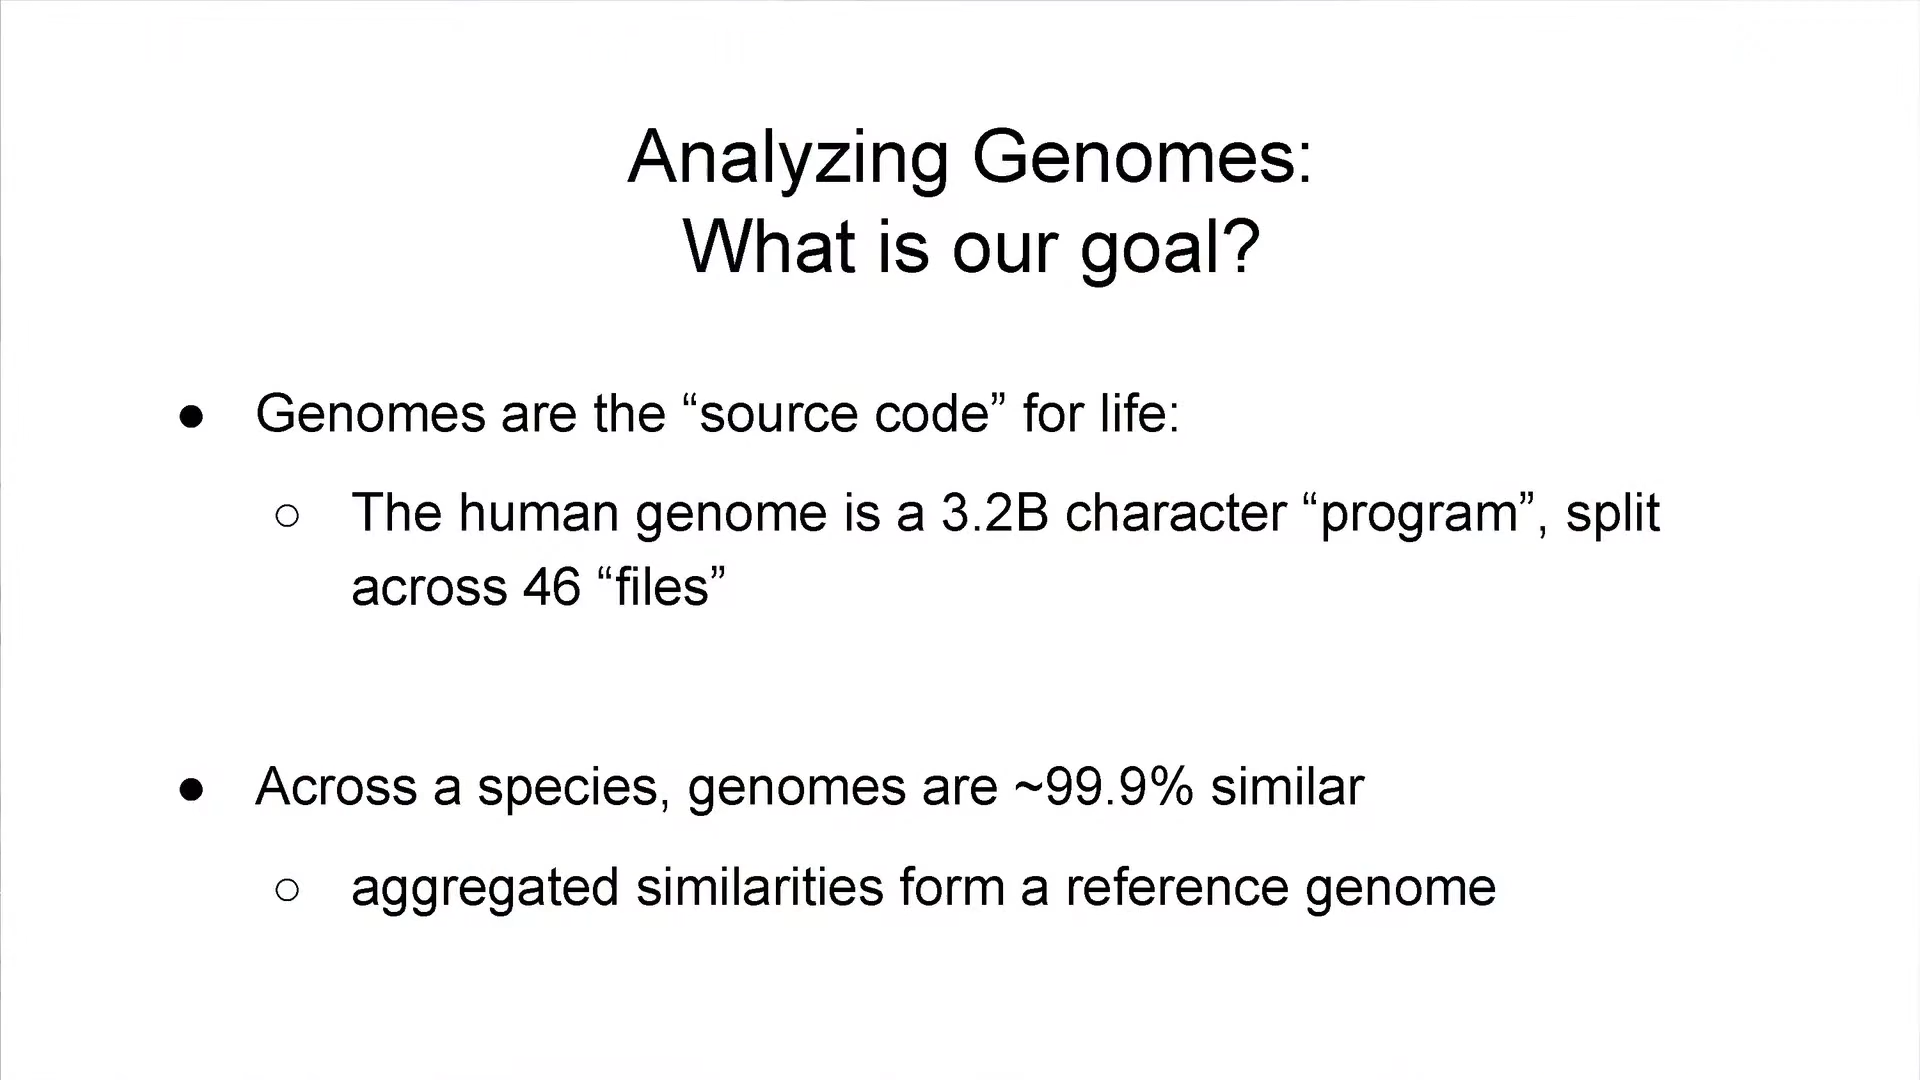 Analyzing Genomes:
What is our goal?
● Genomes are the “source code” for life:
○ The human genome is a 3.2B character “program”, split
across 46 “files”
● Across a species, genomes are ~99.9% similar
○ aggregated similarities form a reference genome